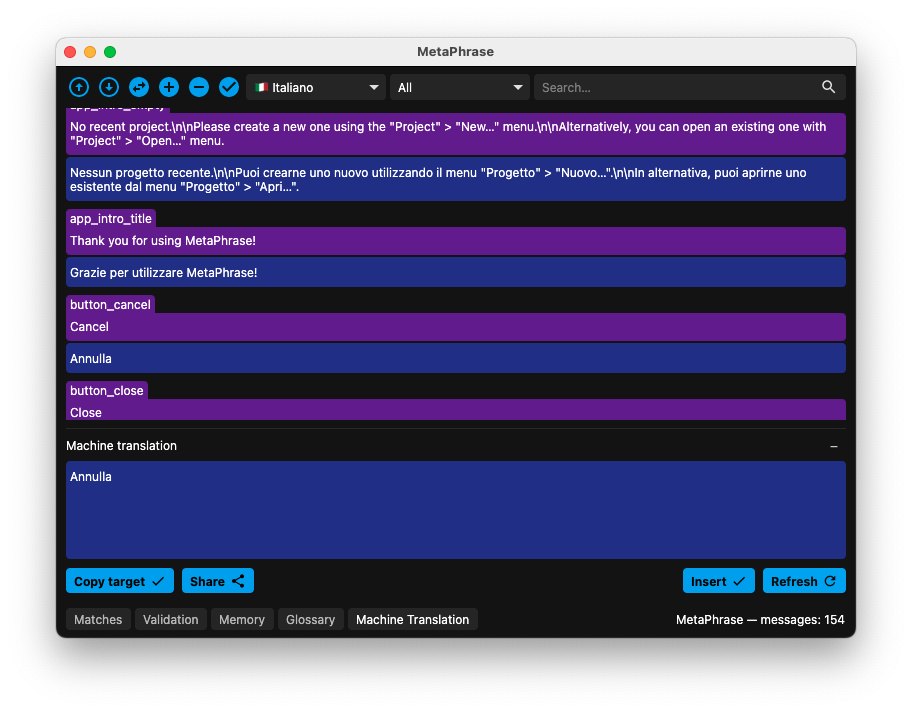 MetaPhrase
Italiano
All
Search...
app_intro_empty
No recent project.\n\nPlease create a new one using the "Project" > "New..." menu.\n\nAlternatively, you can open an existing one with
"Project" > "Open..." menu.
Nessun progetto recente.\n\nPuoi crearne uno nuovo utilizzando il menu "Progetto" > "Nuovo...".\n\nIn alternativa, puoi aprirne uno
esistente dal menu "Progetto" > "Apri...".
app_intro_title
Thank you for using MetaPhrase!
Grazie per utilizzare MetaPhrase!
button_cancel
Cancel
Annulla
button_close
Close
Machine translation
Annulla
Copy target
Share
Insert
Refresh
Matches
Validation
Memory
Glossary
Machine Translation
MetaPhrase — messages: 154